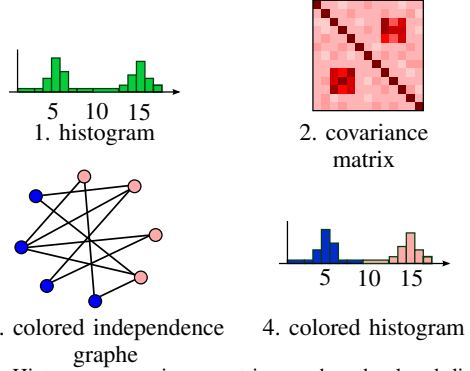 5 10 15
1. histogram
2. covariance
matrix
5 10 15
. colored independence
graphe
4. colored histogram